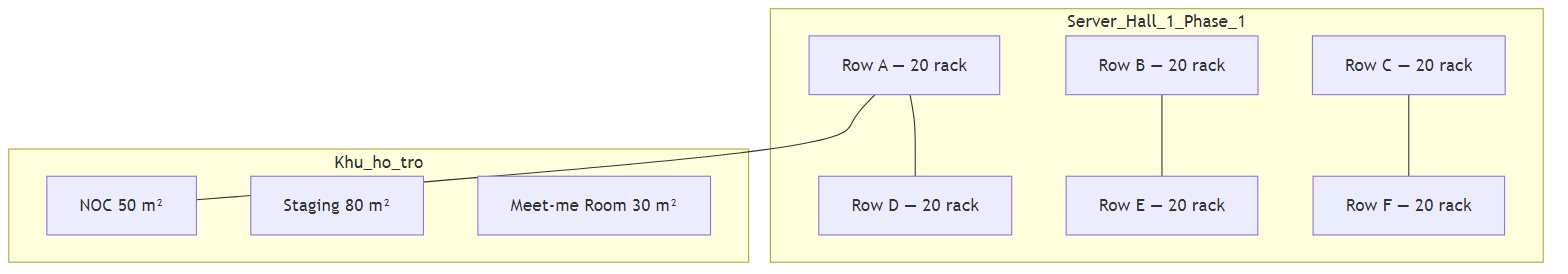 Server_Hall_1_Phase_1
Row A — 20 rack
Row B — 20 rack
Row C — 20 rack
Khu_ho_tro
NOC 50 m²
Staging 80 m²
Meet-me Room 30 m²
Row D — 20 rack
Row E — 20 rack
Row F — 20 rack